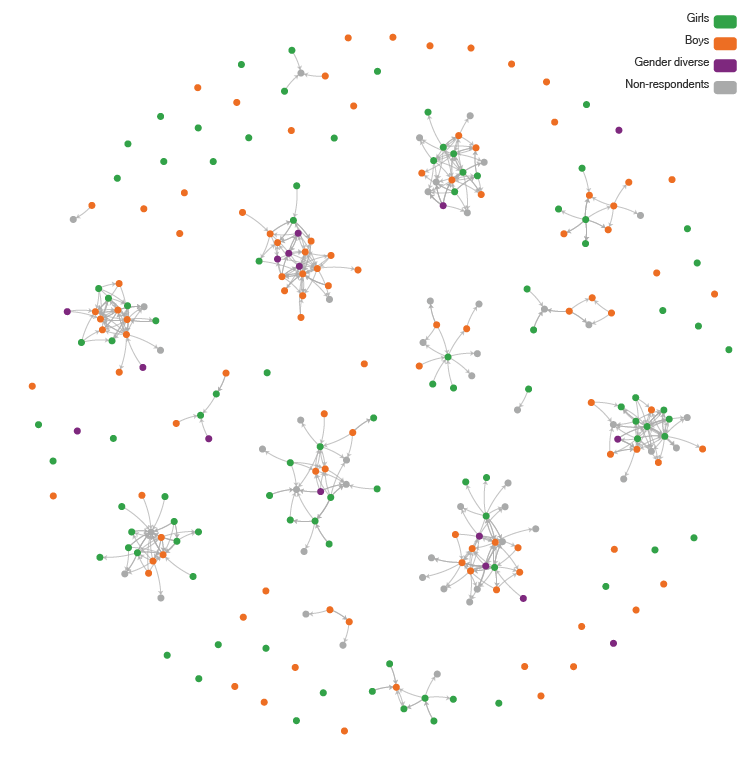 Girls
Boys
Gender diverse
Non-respondents